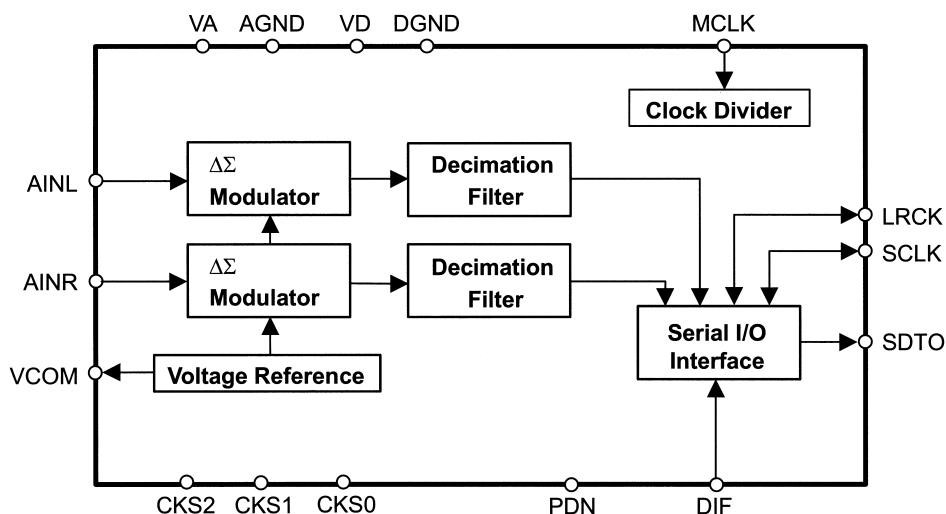 VA AGND VD DGND MCLK
Clock Divider
ΔΣ
Modulator
Decimation
Filter
AINL
LRCK
SCLK
ΔΣ
Modulator
Decimation
Filter
AINR
Serial I/O
Interface
SDTO
VCOM
Voltage Reference
CKS2 CKS1 CKS0 PDN DIF